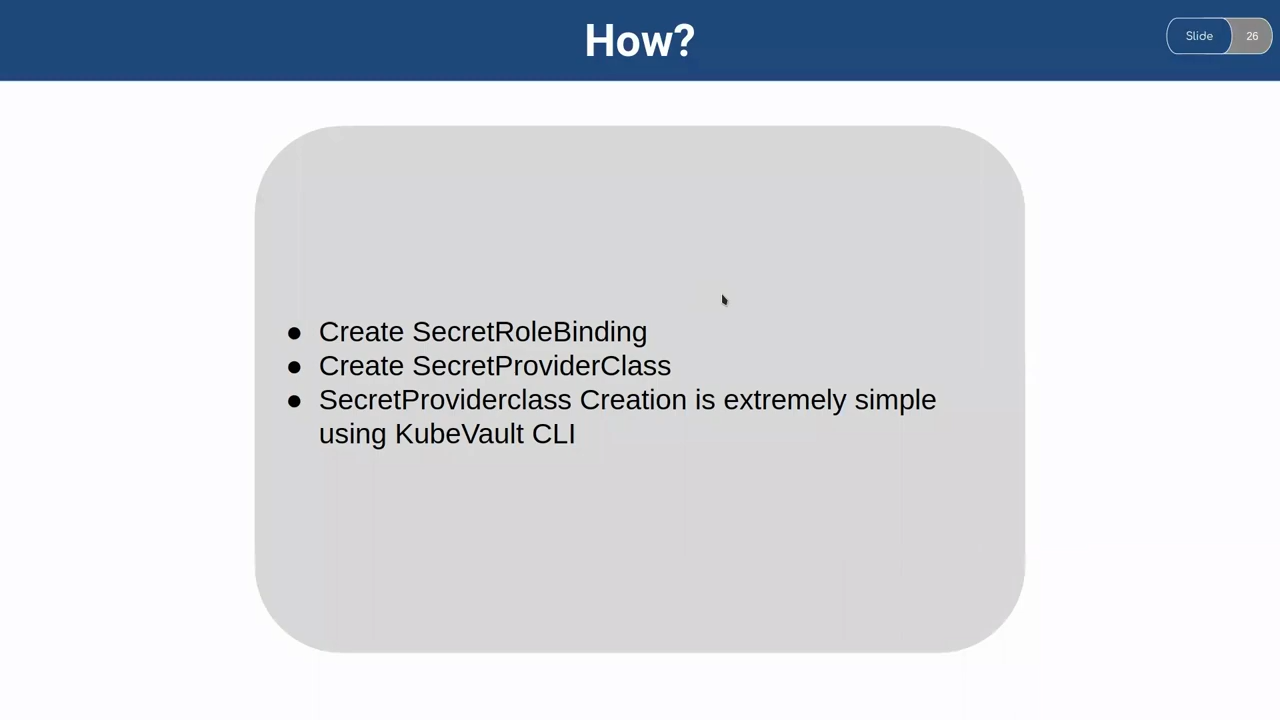 How?
Slide 26
● Create SecretRoleBinding
● Create SecretProviderClass
● SecretProviderclass Creation is extremely simple
using KubeVault CLI